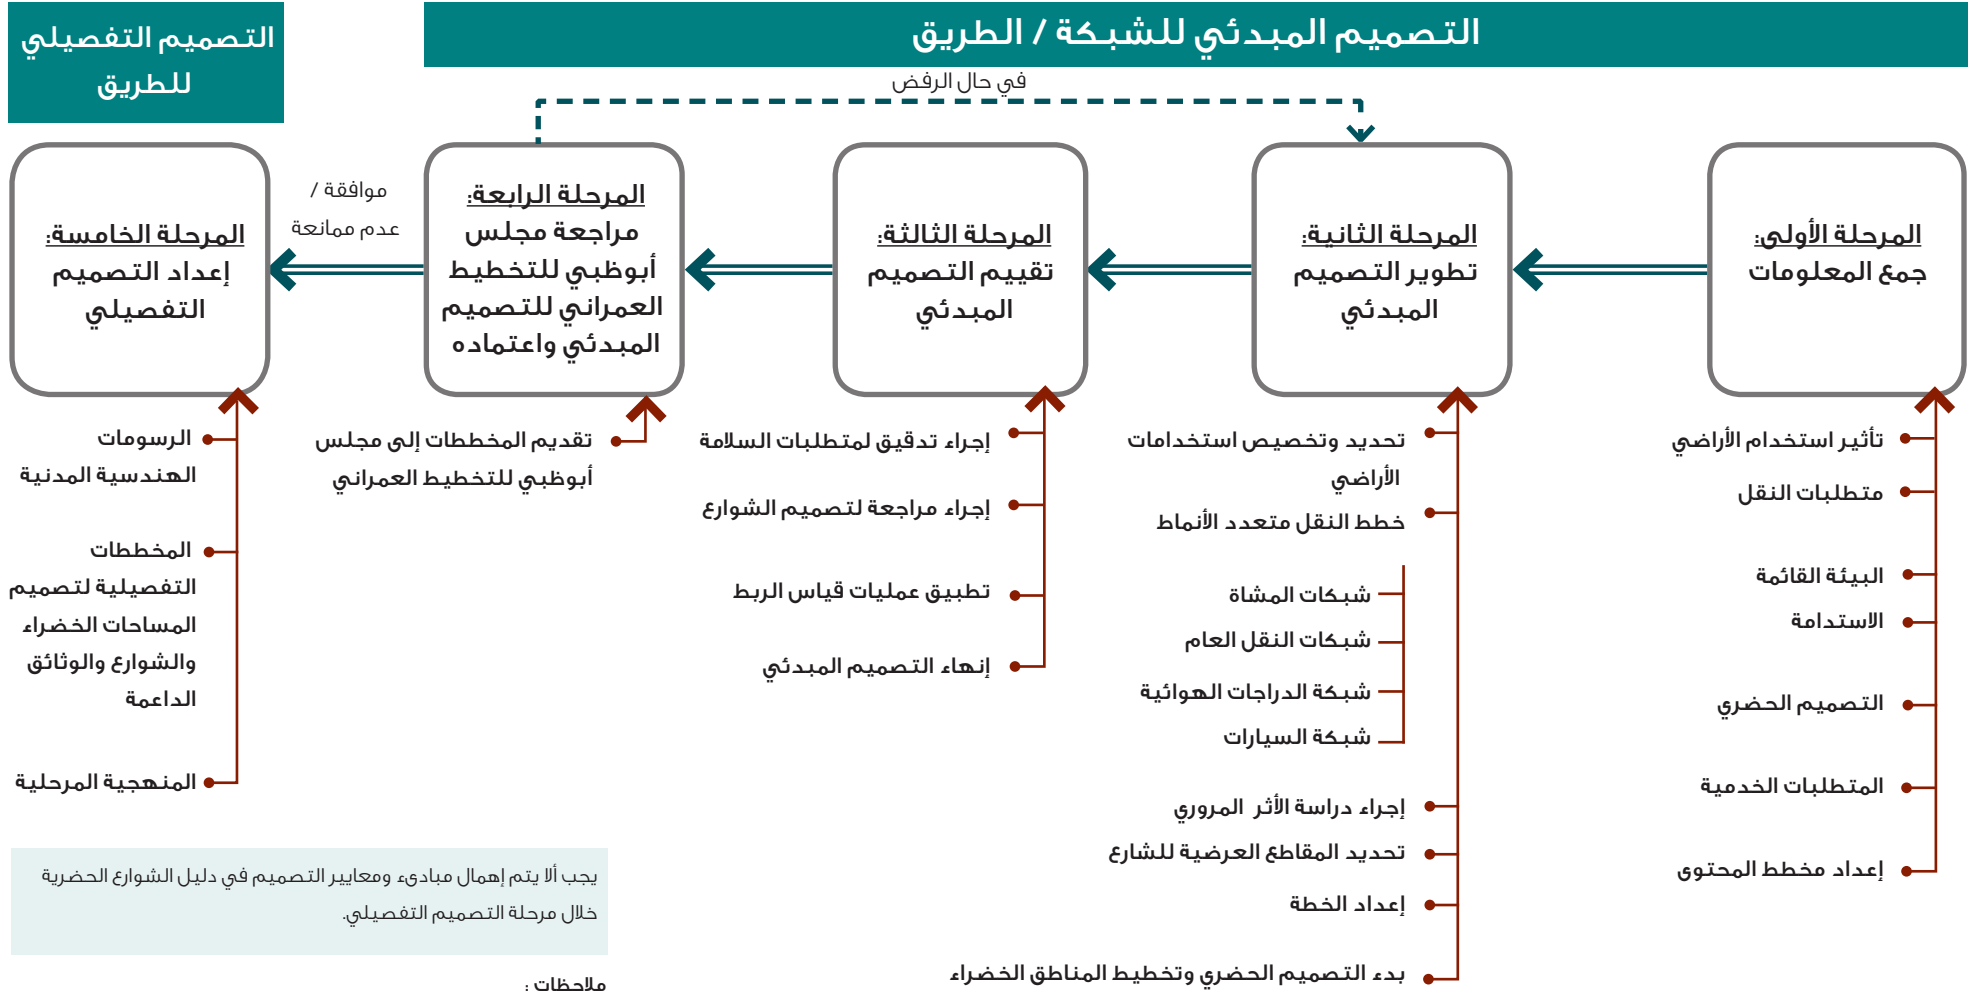 التصميم المبدئي للشبكة / الطريق
التصميم التفصيلي
للطريق
في حال الرفض
المرحلة الأولى:
جمع المعلومات
المرحلة الثانية:
تطوير التصميم
المبدئي
المرحلة الثالثة:
تقييم التصميم
المبدئي
المرحلة الرابعة:
مراجعة مجلس
أبوظبي للتخطيط
العمراني للتصميم
المبدئي واعتماده
موافقة /
عدم ممانعة
المرحلة الخامسة:
إعداد التصميم
التفصيلي
تأثير استخدام الأراضي
متطلبات النقل
البيئة القائمة
الاستدامة
التصميم الحضري
المتطلبات الخدمية
إعداد مخطط المحتوى
تحديد وتخصيص استخدامات
الأراضي
خطط النقل متعدد الأنماط
شبكات المشاة
شبكات النقل العام
شبكة الدراجات الهوائية
شبكة السيارات
إجراء دراسة الأثر المروري
تحديد المقاطع العرضية للشارع
إعداد الخطة
بدء التصميم الحضري وتخطيط المناطق الخضراء
إجراء تدقيق لمتطلبات السلامة
إجراء مراجعة لتصميم الشوارع
تطبيق عمليات قياس الربط
إنهاء التصميم المبدئي
تقديم المخططات إلى مجلس
أبوظبي للتخطيط العمراني
الرسومات
الهندسية المدنية
المخططات
التفصيلية لتصميم
المساحات الخضراء
والشوارع والوثائق
الداعمة
المنهجية المرحلية
يجب ألا يتم إهمال مبادىء ومعايير التصميم في دليل الشوارع الحضرية
خلال مرحلة التصميم التفصيلي.
ملاحظات :